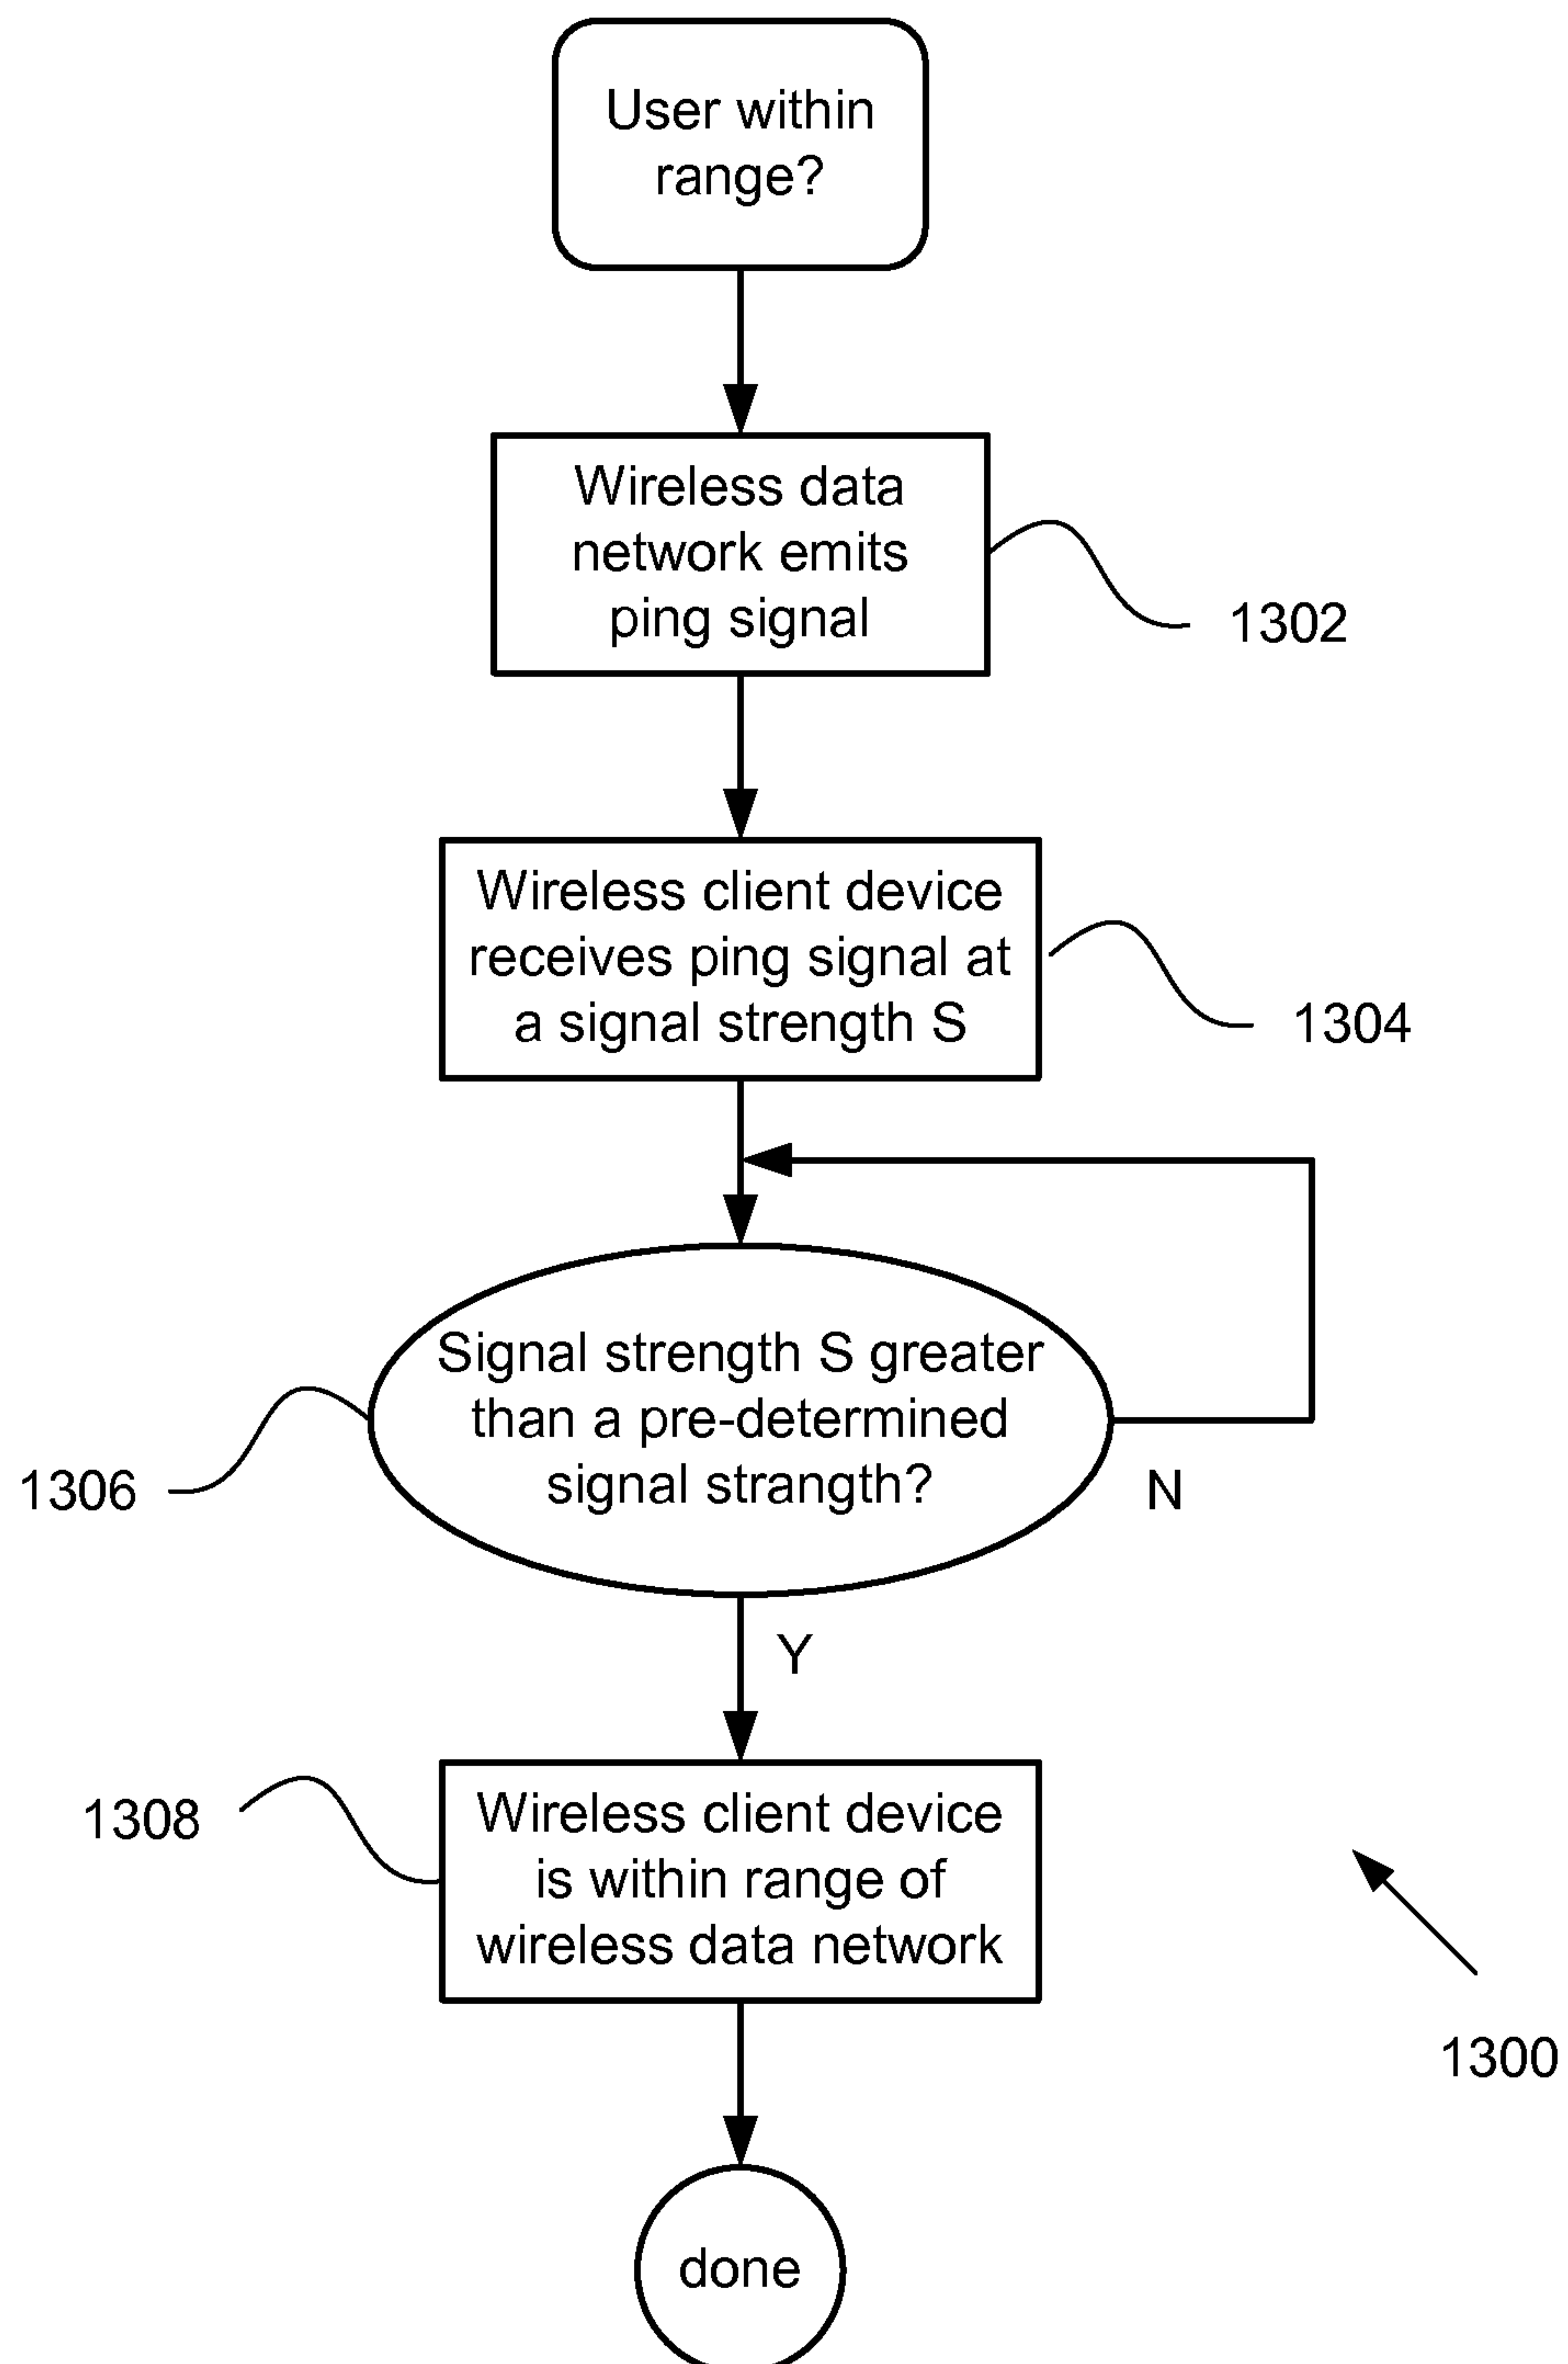 User within
range?
Wireless data
network emits
ping signal
1302
Wireless client device
receives ping signal at
a signal strength S
1304
Signal strength S greater
than a pre-determined
signal strangth?
1306
N
Y
Wireless client device
is within range of
wireless data network
1308
1300
done